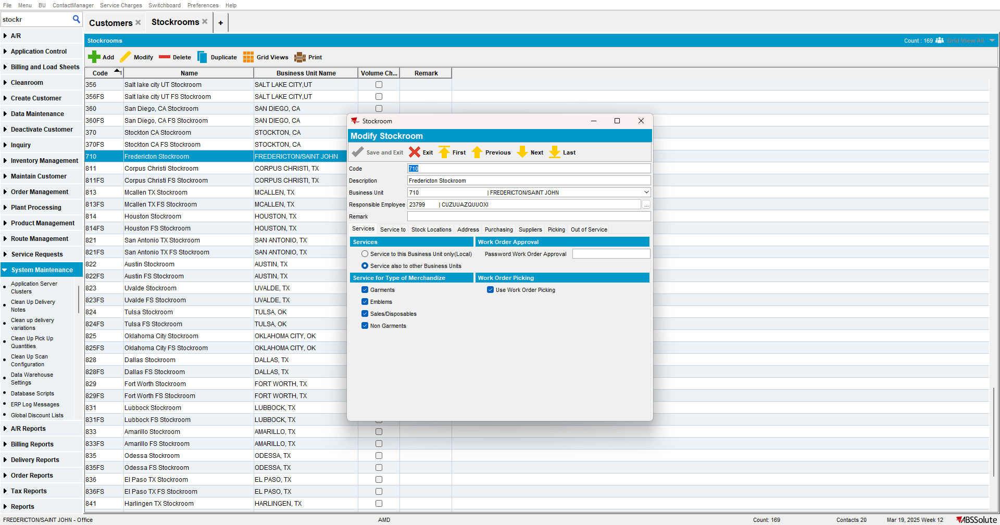 File Menu BU ContactManager Service Charges Switchboard Preferences Help
stockr
Customers Stockrooms +
Stockrooms Count : 169 Grid View All
Add Modify Delete Duplicate Grid Views Print
A/R
Application Control
Billing and Load Sheets
Cleanroom
Create Customer
Data Maintenance
Deactivate Customer
Inquiry
Inventory Management
Maintain Customer
Order Management
Plant Processing
Product Management
Route Management
Service Requests
System Maintenance
Application Server
Clusters
Clean Up Delivery
Notes
Clean up delivery
variations
Clean Up Pick Up
Quantities
Clean Up Scan
Configuration
Data Warehouse
Settings
Database Scripts
ERP Log Messages
Global Discount Lists
A/R Reports
Billing Reports
Delivery Reports
Order Reports
Tax Reports
Reports
Code 1 Name Business Unit Name Volume Ch... Remark
356 Salt lake city UT Stockroom SALT LAKE CITY,UT
356FS Salt lake city UT FS Stockroom SALT LAKE CITY,UT
360 San Diego, CA Stockroom SAN DIEGO, CA
360FS San Diego, CA FS Stockroom SAN DIEGO, CA
370 Stockton CA Stockroom STOCKTON, CA
370FS Stockton CA FS Stockroom STOCKTON, CA
710 Fredericton Stockroom FREDERICTON/SAINT JOHN
811 Corpus Christi Stockroom CORPUS CHRISTI, TX
811FS Corpus Christi FS Stockroom CORPUS CHRISTI, TX
813 Mcallen TX Stockroom MCALLEN, TX
813FS Mcallen TX FS Stockroom MCALLEN, TX
814 Houston Stockroom HOUSTON, TX
814FS Houston FS Stockroom HOUSTON, TX
821 San Antonio TX Stockroom SAN ANTONIO, TX
821FS San Antonio TX FS Stockroom SAN ANTONIO, TX
822 Austin Stockroom AUSTIN, TX
822FS Austin FS Stockroom AUSTIN, TX
823 Uvalde Stockroom UVALDE, TX
823FS Uvalde FS Stockroom UVALDE, TX
824 Tulsa Stockroom TULSA, OK
824FS Tulsa FS Stockroom TULSA, OK
825 Oklahoma City Stockroom OKLAHOMA CITY, OK
825FS Oklahoma City FS Stockroom OKLAHOMA CITY, OK
828 Dallas Stockroom DALLAS, TX
828FS Dallas FS Stockroom DALLAS, TX
829 Fort Worth Stockroom FORT WORTH, TX
829FS Fort Worth FS Stockroom FORT WORTH, TX
831 Lubbock Stockroom LUBBOCK, TX
831FS Lubbock FS Stockroom LUBBOCK, TX
833 Amarillo Stockroom AMARILLO, TX
833FS Amarillo FS Stockroom AMARILLO, TX
835 Odessa Stockroom ODESSA, TX
835FS Odessa FS Stockroom ODESSA, TX
836 El Paso TX Stockroom EL PASO, TX
836FS El Paso TX FS Stockroom EL PASO, TX
841 Harlingen TX Stockroom HARLINGEN, TX
Stockroom
Modify Stockroom
Save and Exit Exit First Previous Next Last
Code 710
Description Fredericton Stockroom
Business Unit 710 | FREDERICTON/SAINT JOHN
Responsible Employee 23799 | CUZUUAZQUUOXI ...
Remark
Services Service to Stock Locations Address Purchasing Suppliers Picking Out of Service
Services Work Order Approval
Service to this Business Unit only(Local) Password Work Order Approval
Service also to other Business Units
Service for Type of Merchandize Work Order Picking
Garments Use Work Order Picking
Emblems
Sales/Disposables
Non Garments
FREDERICTON/SAINT JOHN - Office AMD Count: 169 Contacts 20 Mar 19, 2025 Week 12 ABSSolute